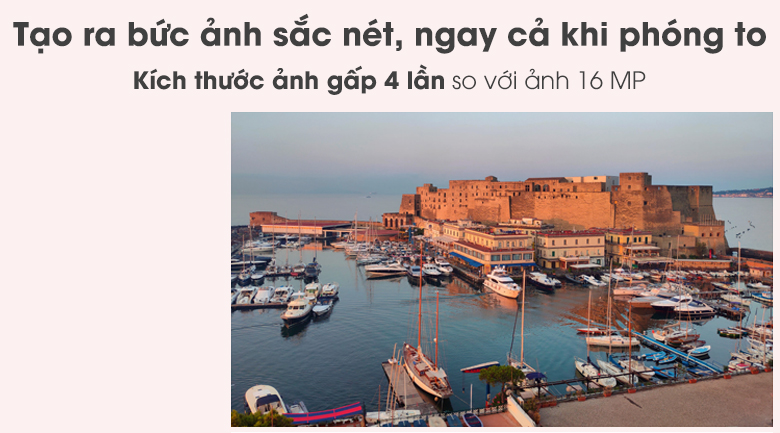 Tạo ra bức ảnh sắc nét, ngay cả khi phóng to
Kích thước ảnh gấp 4 lần so với ảnh 16 MP